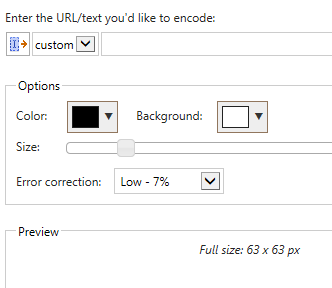 Enter the URL/text you'd like to encode:
custom
Options
Color:
Background:
Size:
Error correction: Low - 7%
Preview
Full size: 63 x 63 px